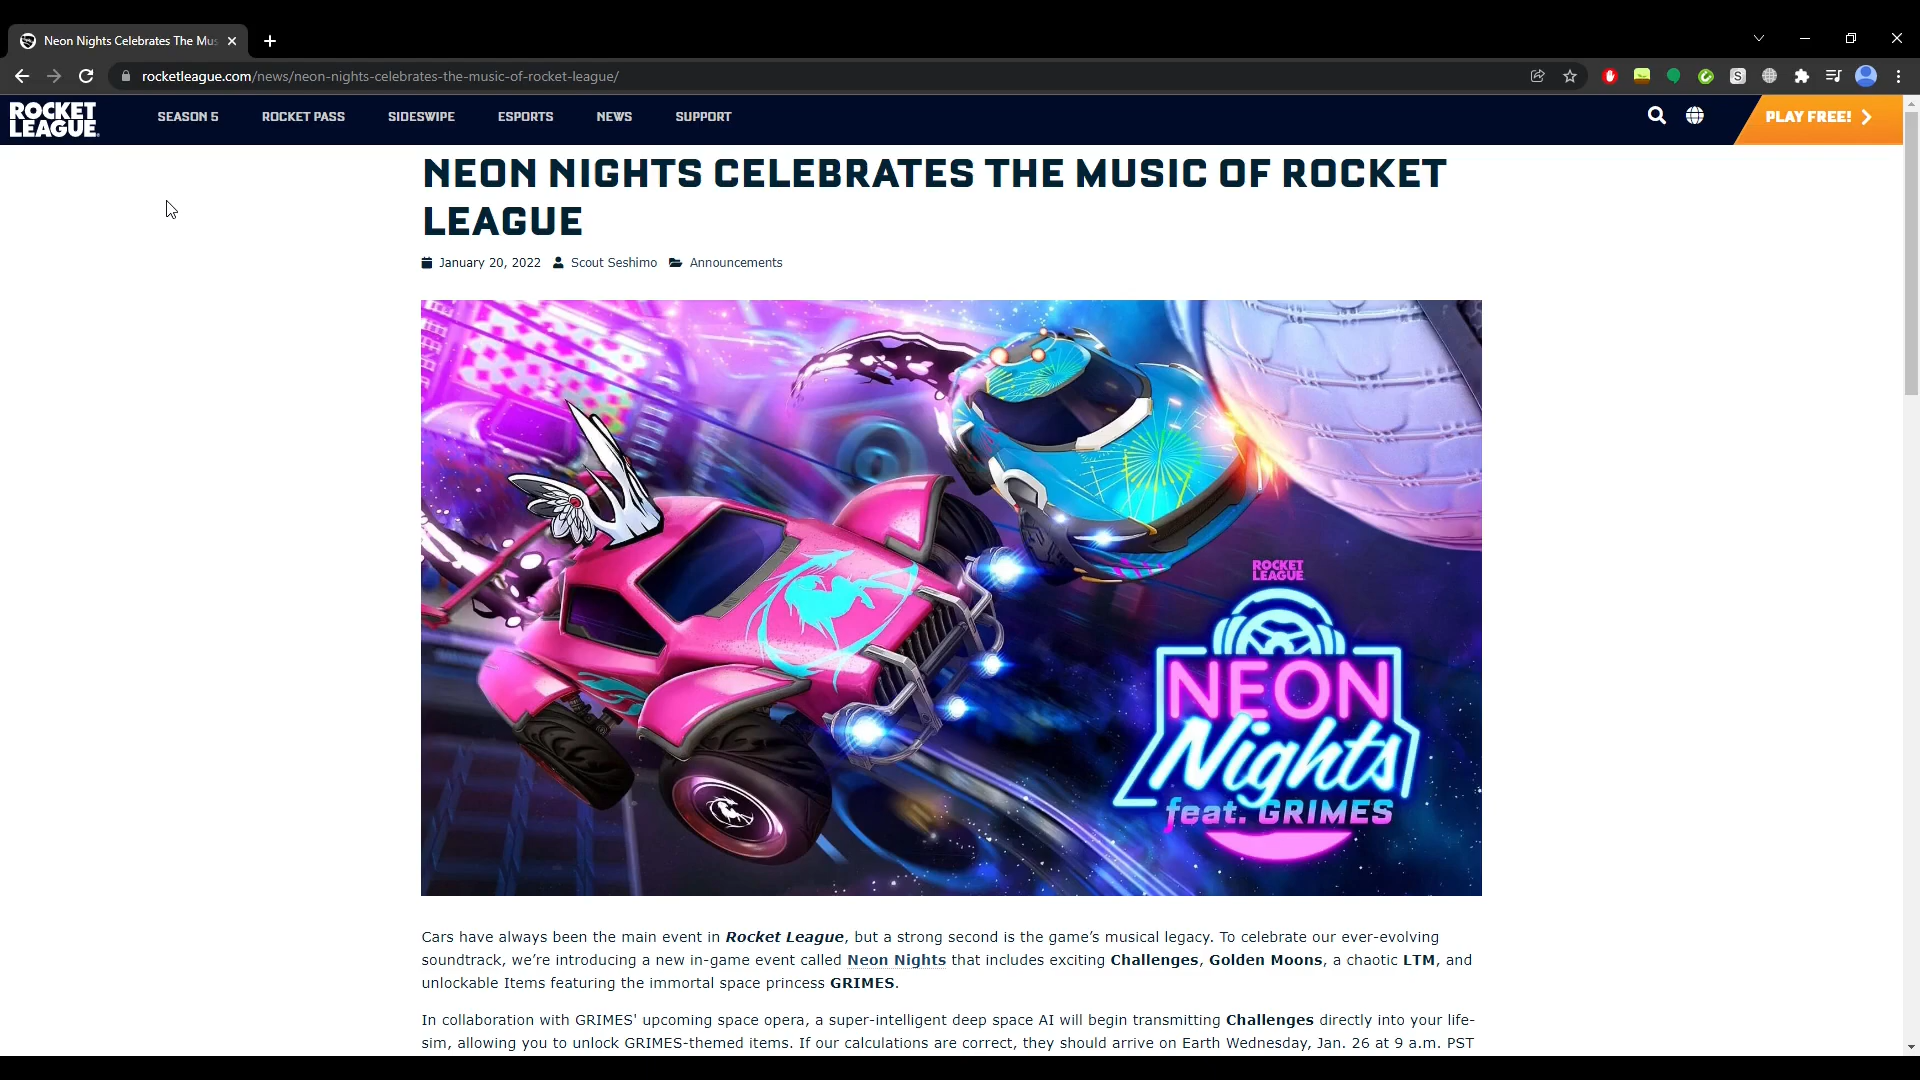 Neon Nights Celebrates The Mus
rocketleague.com/news/neon-nights-celebrates-the-music-of-rocket-league/
ROCKET
LEAGUE.
SEASON 5
ROCKET PASS
SIDESWIPE
ESPORTS
NEWS
SUPPORT
PLAY FREE!
NEON NIGHTS CELEBRATES THE MUSIC OF ROCKET
LEAGUE
January 20, 2022 Scout Seshimo Announcements
ROCKET
LEAGUE
NEON
Nights
feat. GRIMES
Cars have always been the main event in Rocket League, but a strong second is the game’s musical legacy. To celebrate our ever-evolving
soundtrack, we’re introducing a new in-game event called Neon Nights that includes exciting Challenges, Golden Moons, a chaotic LTM, and
unlockable Items featuring the immortal space princess GRIMES.
In collaboration with GRIMES' upcoming space opera, a super-intelligent deep space AI will begin transmitting Challenges directly into your life-
sim, allowing you to unlock GRIMES-themed items. If our calculations are correct, they should arrive on Earth Wednesday, Jan. 26 at 9 a.m. PST